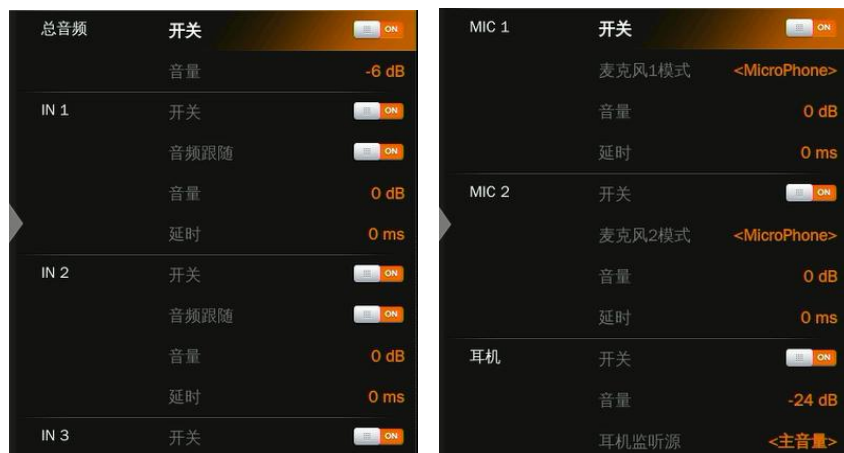 总音频 开关 ON
音量 -6 dB
IN 1 开关 ON
音频跟随 ON
音量 0 dB
延时 0 ms
IN 2 开关 ON
音频跟随 ON
音量 0 dB
延时 0 ms
IN 3 开关 ON
MIC 1 开关 ON
麦克风1模式 <MicroPhone>
音量 0 dB
延时 0 ms
MIC 2 开关 ON
麦克风2模式 <MicroPhone>
音量 0 dB
延时 0 ms
耳机 开关 ON
音量 -24 dB
耳机监听源 <主音量>